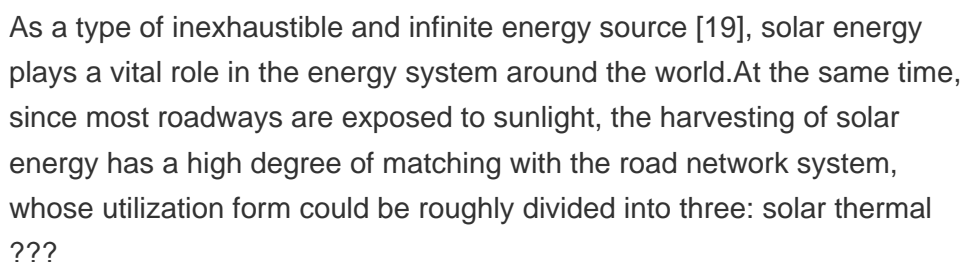 As a type of inexhaustible and infinite energy source [19], solar energy
plays a vital role in the energy system around the world.At the same time,
since most roadways are exposed to sunlight, the harvesting of solar
energy has a high degree of matching with the road network system,
whose utilization form could be roughly divided into three: solar thermal
???